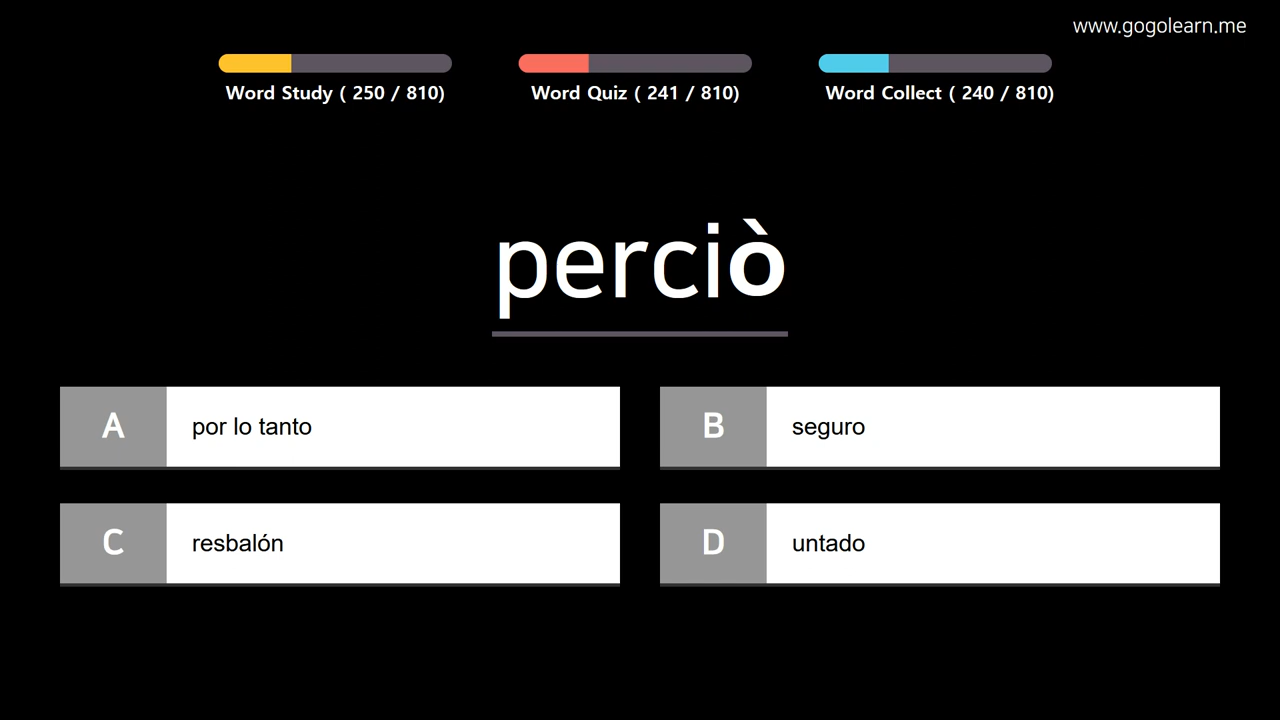 www.gogolearn.me
Word Study ( 250 / 810)
Word Quiz ( 241 / 810)
Word Collect ( 240 / 810)
perciò
A por lo tanto
B seguro
C resbalón
D untado